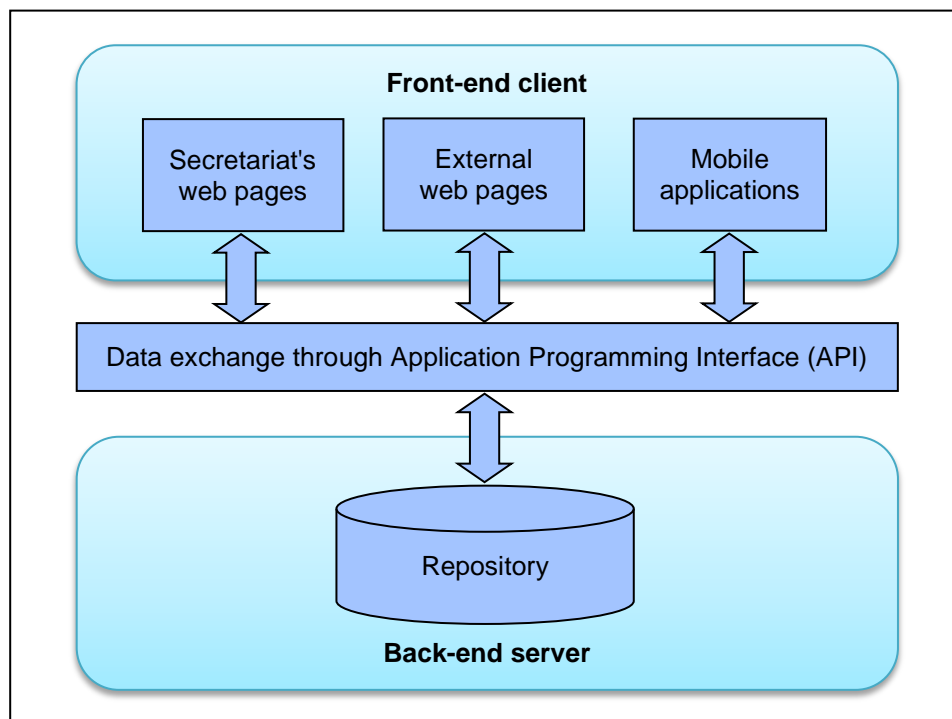 Front-end client
Secretariat's
web pages
External
web pages
Mobile
applications
Data exchange through Application Programming Interface (API)
Repository
Back-end server